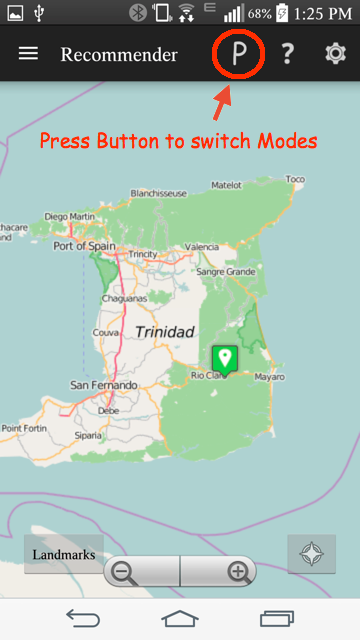 68% 1:25 PM
Recommender P ?
Press Button to switch Modes
Toco
Matelot
Blanchisseuse
Diego Martin
Port of Spain
Valencia
Trincity
Sangre Grande
Chaguanas
Couva
Trinidad
Rio Clar
Mayaro
San Fernando
Debe
Point Fortin
Siparia
Landmarks